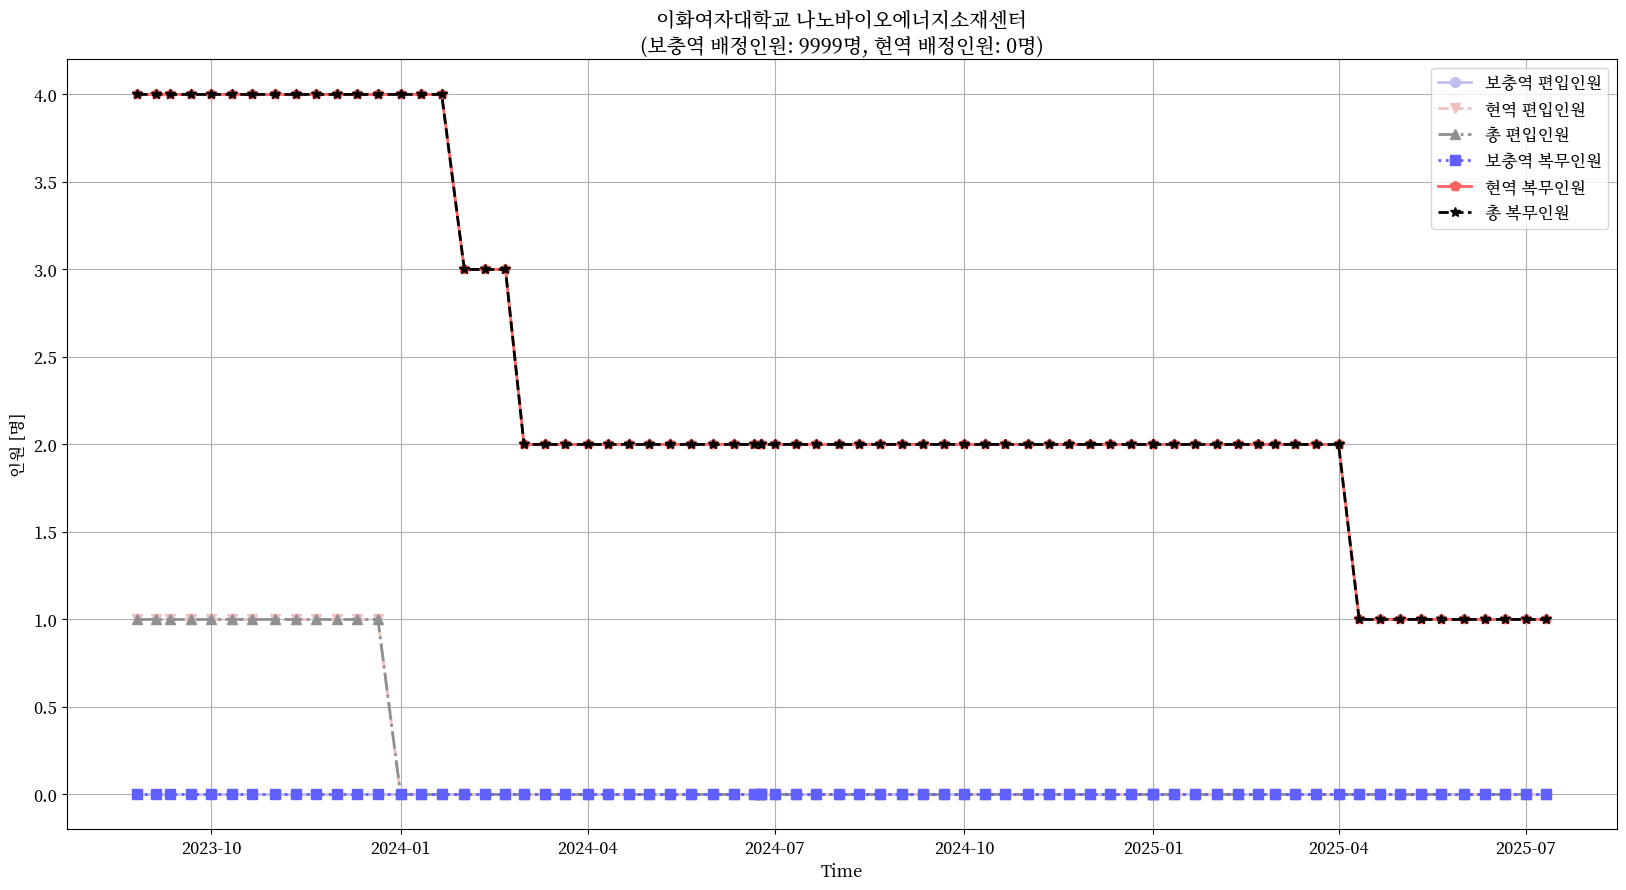 이화여자대학교 나노바이오에너지소재센터
(보충역 배정인원: 9999명, 현역 배정인원: 0명)
보충역 편입인원
현역 편입인원
총 편입인원
보충역 복무인원
현역 복무인원
총 복무인원
인원 [명]
4.0
3.5
3.0
2.5
2.0
1.5
1.0
0.5
0.0
2023-10
2024-01
2024-04
2024-07
2024-10
2025-01
2025-04
2025-07
Time